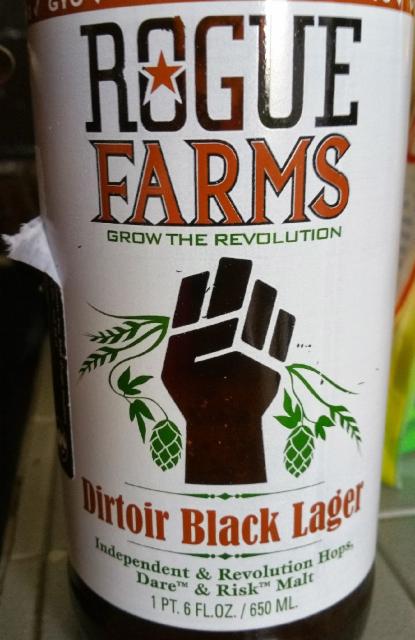 ROGUE
FARMS
GROW THE REVOLUTION
Dirtoir Black Lager
Independent & Revolution Hops,
Dare™ & Risk™ Malt
1 PT. 6 FL.OZ. / 650 ML.